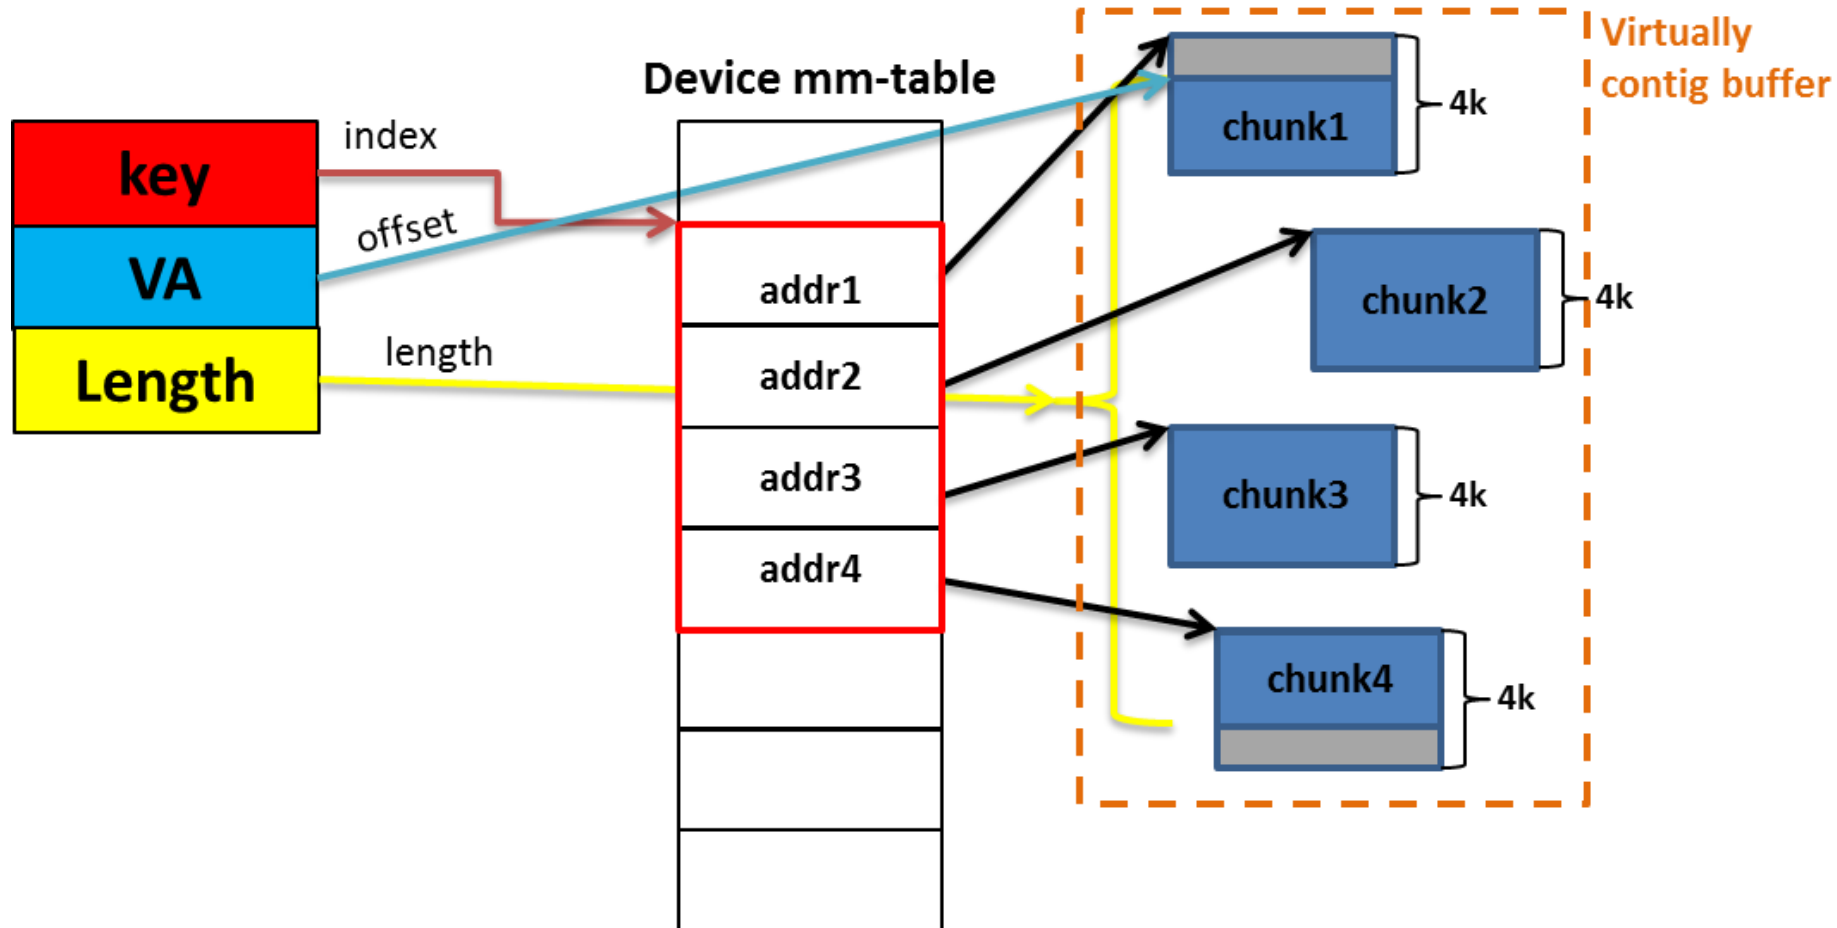 Virtually
contig buffer
Device mm-table
key
index
VA
offset
Length
length
addr1
addr2
addr3
addr4
chunk1
4k
chunk2
4k
chunk3
4k
chunk4
4k